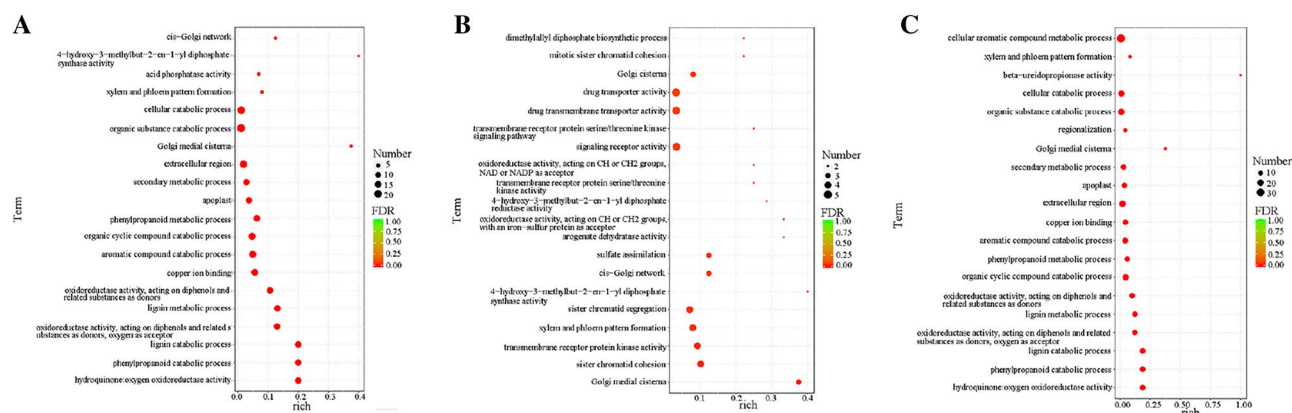 A
cis-Golgi network
4-hydroxy-3-methylbut-2-en-1-yl diphosphate
synthase activity
acid phosphatase activity
xylem and phloem pattern formation
cellular catabolic process
organic substance catabolic process
Golgi medial cisterna
extracellular region
secondary metabolic process
apoplast
phenylpropanoid metabolic process
organic cyclic compound catabolic process
aromatic compound catabolic process
copper ion binding
oxidoreductase activity, acting on diphenols and
related substances as donors
lignin metabolic process
oxidoreductase activity, acting on diphenols and related s
ubstances as donors, oxygen as acceptor
lignin catabolic process
phenylpropanoid catabolic process
hydroquinone:oxygen oxidoreductase activity
Term
0.0 0.1 0.2 0.3 0.4
rich
Number
5
10
15
20
FDR
1.00
0.75
0.50
0.25
0.00
B
dimethylallyl diphosphate biosynthetic process
mitotic sister chromatid cohesion
Golgi cisterna
drug transporter activity
drug transmembrane transporter activity
transmembrane receptor protein serine/threonine kinase
signaling pathway
signaling receptor activity
oxidoreductase activity, acting on CH or CH2 groups,
NAD or NADP as acceptor
transmembrane receptor protein serine/threonine
kinase activity
4-hydroxy-3-methylbut-2-en-1-yl diphosphate
reductase activity
oxidoreductase activity, acting on CH or CH2 groups,
with an iron-sulfur protein as acceptor
arogenate dehydratase activity
sulfate assimilation
cis-Golgi network
4-hydroxy-3-methylbut-2-en-1-yl diphosphate
synthase activity
sister chromatid segregation
xylem and phloem pattern formation
transmembrane receptor protein kinase activity
sister chromatid cohesion
Golgi medial cisterna
Term
0.1 0.2 0.3 0.4
rich
Number
2
3
4
5
FDR
1.00
0.75
0.50
0.25
0.00
C
cellular aromatic compound metabolic process
xylem and phloem pattern formation
beta-ureidopropionase activity
cellular catabolic process
organic substance catabolic process
regionalization
Golgi medial cisterna
secondary metabolic process
apoplast
extracellular region
copper ion binding
aromatic compound catabolic process
phenylpropanoid metabolic process
organic cyclic compound catabolic process
oxidoreductase activity, acting on diphenols and
related substances as donors
lignin metabolic process
oxidoreductase activity, acting on diphenols and related
substances as donors, oxygen as acceptor
lignin catabolic process
phenylpropanoid catabolic process
hydroquinone:oxygen oxidoreductase activity
Term
0.00 0.25 0.50 0.75 1.00
rich
Number
10
20
30
FDR
1.00
0.75
0.50
0.25
0.00